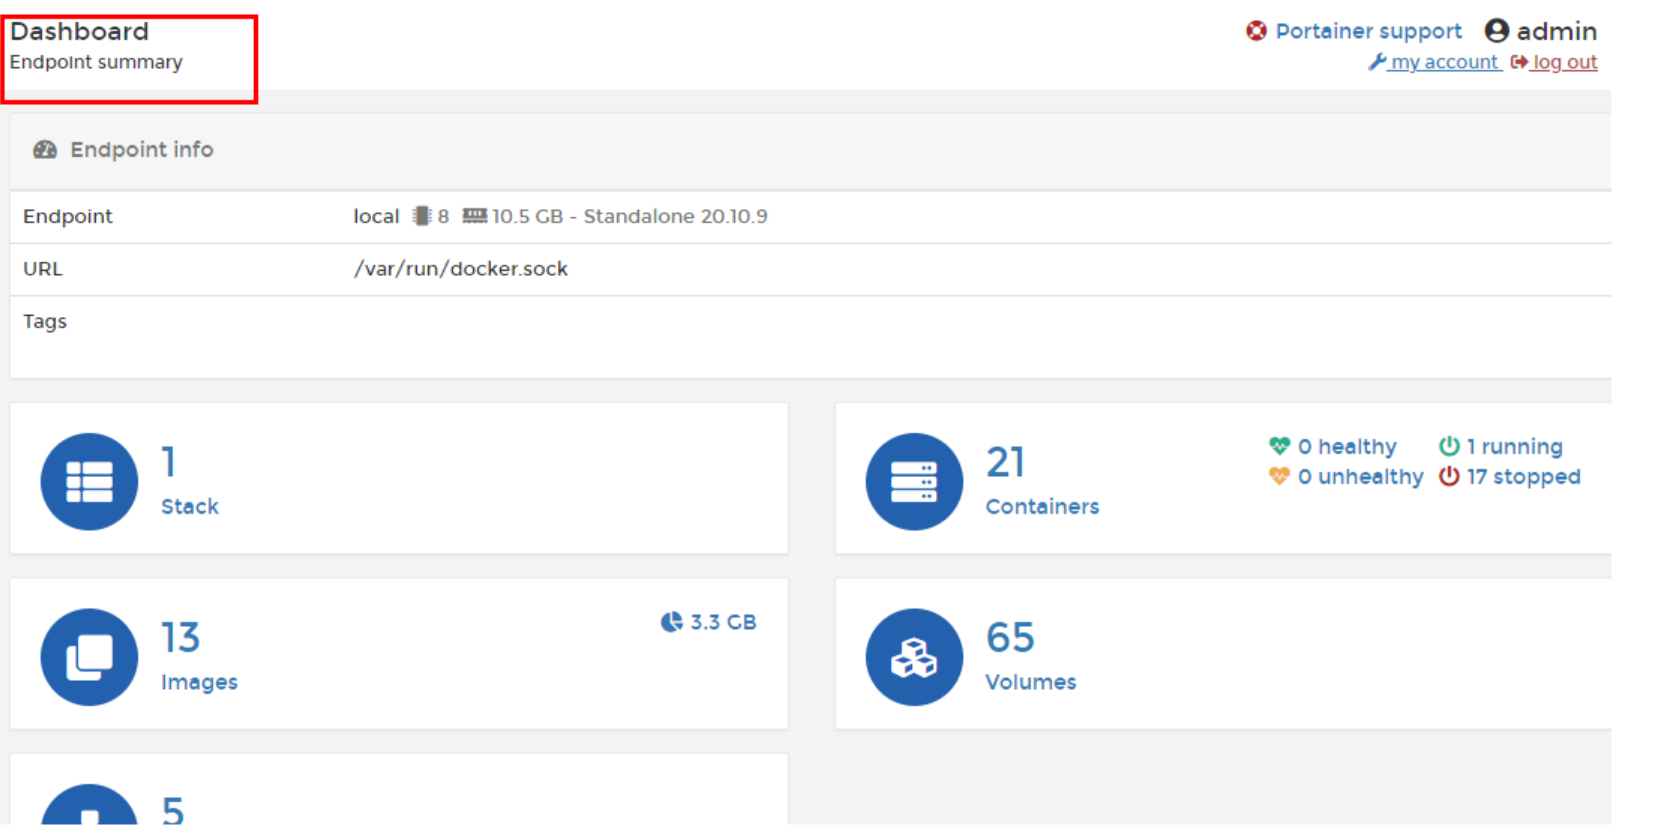 Dashboard
Endpoint summary
Portainer support admin
my account log out
Endpoint info
Endpoint local 8 10.5 GB - Standalone 20.10.9
URL /var/run/docker.sock
Tags
1
Stack
21
Containers
0 healthy 1 running
0 unhealthy 17 stopped
13
Images
3.3 GB
65
Volumes
5